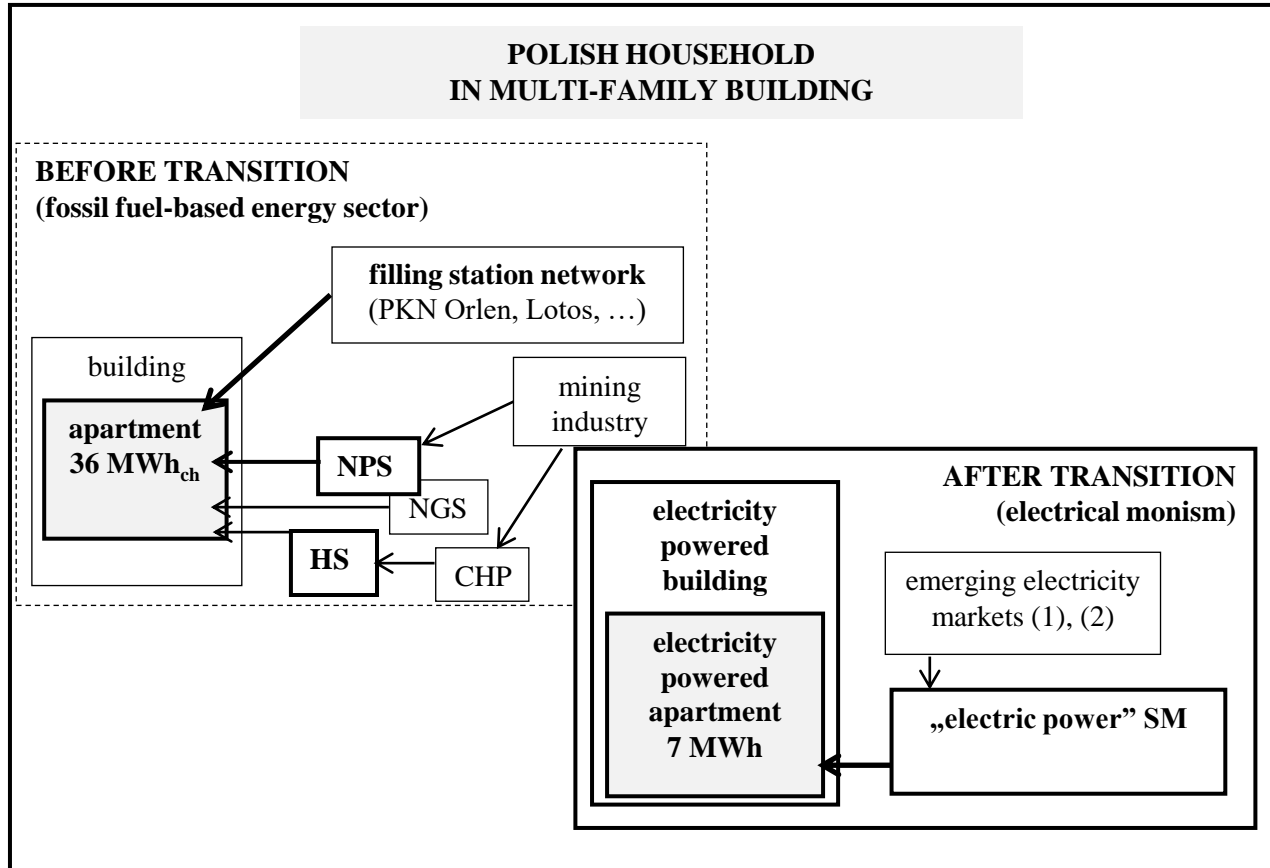 POLISH HOUSEHOLD
IN MULTI-FAMILY BUILDING
BEFORE TRANSITION
(fossil fuel-based energy sector)
filling station network
(PKN Orlen, Lotos, …)
building
apartment
36 MWhch
mining
industry
NPS
NGS
HS
CHP
AFTER TRANSITION
(electrical monism)
electricity
powered
building
electricity
powered
apartment
7 MWh
emerging electricity
markets (1), (2)
„electric power” SM